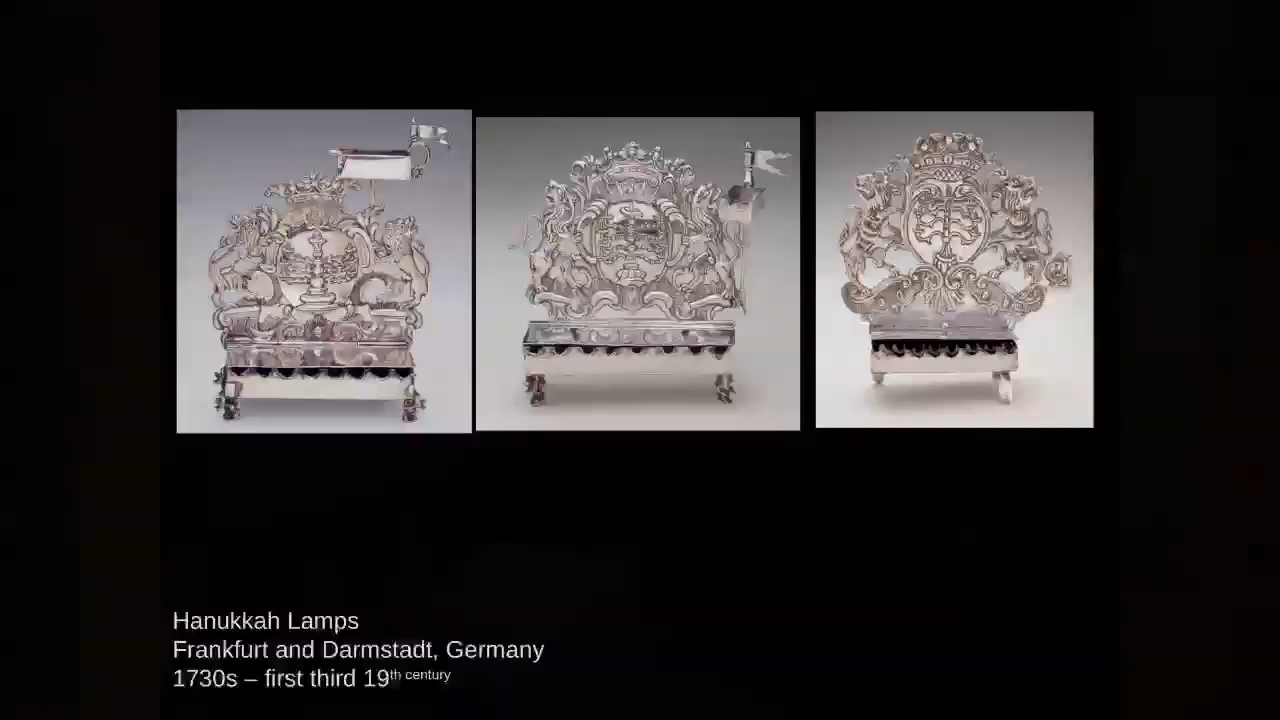 Hanukkah Lamps
Frankfurt and Darmstadt, Germany
1730s – first third 19th century